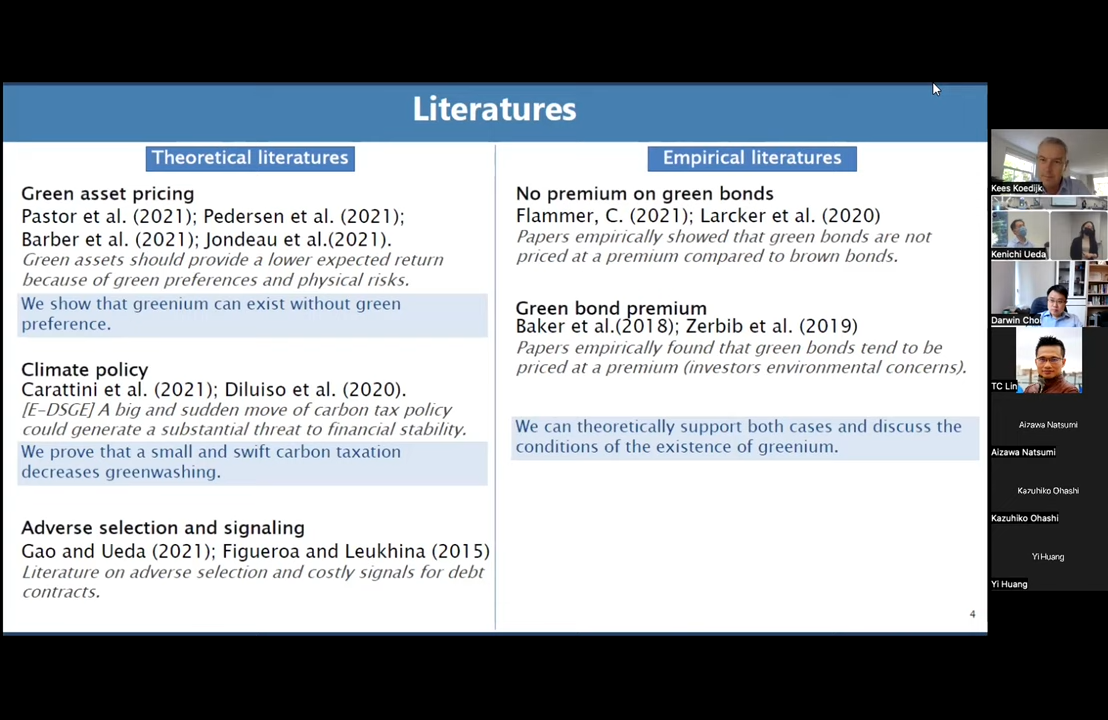 Literatures
Theoretical literatures
Green asset pricing
Pastor et al. (2021); Pedersen et al. (2021);
Barber et al. (2021); Jondeau et al.(2021).
Green assets should provide a lower expected return
because of green preferences and physical risks.
We show that greenium can exist without green
preference.
Climate policy
Carattini et al. (2021); Diluiso et al. (2020).
[E-DSGE] A big and sudden move of carbon tax policy
could generate a substantial threat to financial stability.
We prove that a small and swift carbon taxation
decreases greenwashing.
Adverse selection and signaling
Gao and Ueda (2021); Figueroa and Leukhina (2015)
Literature on adverse selection and costly signals for debt
contracts.
Empirical literatures
No premium on green bonds
Flammer, C. (2021); Larcker et al. (2020)
Papers empirically showed that green bonds are not
priced at a premium compared to brown bonds.
Green bond premium
Baker et al.(2018); Zerbib et al. (2019)
Papers empirically found that green bonds tend to be
priced at a premium (investors environmental concerns).
We can theoretically support both cases and discuss the
conditions of the existence of greenium.
4
Kees Koedijk
Kenichi Ueda
Darwin Choi
TC Lin
Aizawa Natsumi
Aizawa Natsumi
Kazuhiko Ohashi
Kazuhiko Ohashi
Yi Huang
Yi Huang